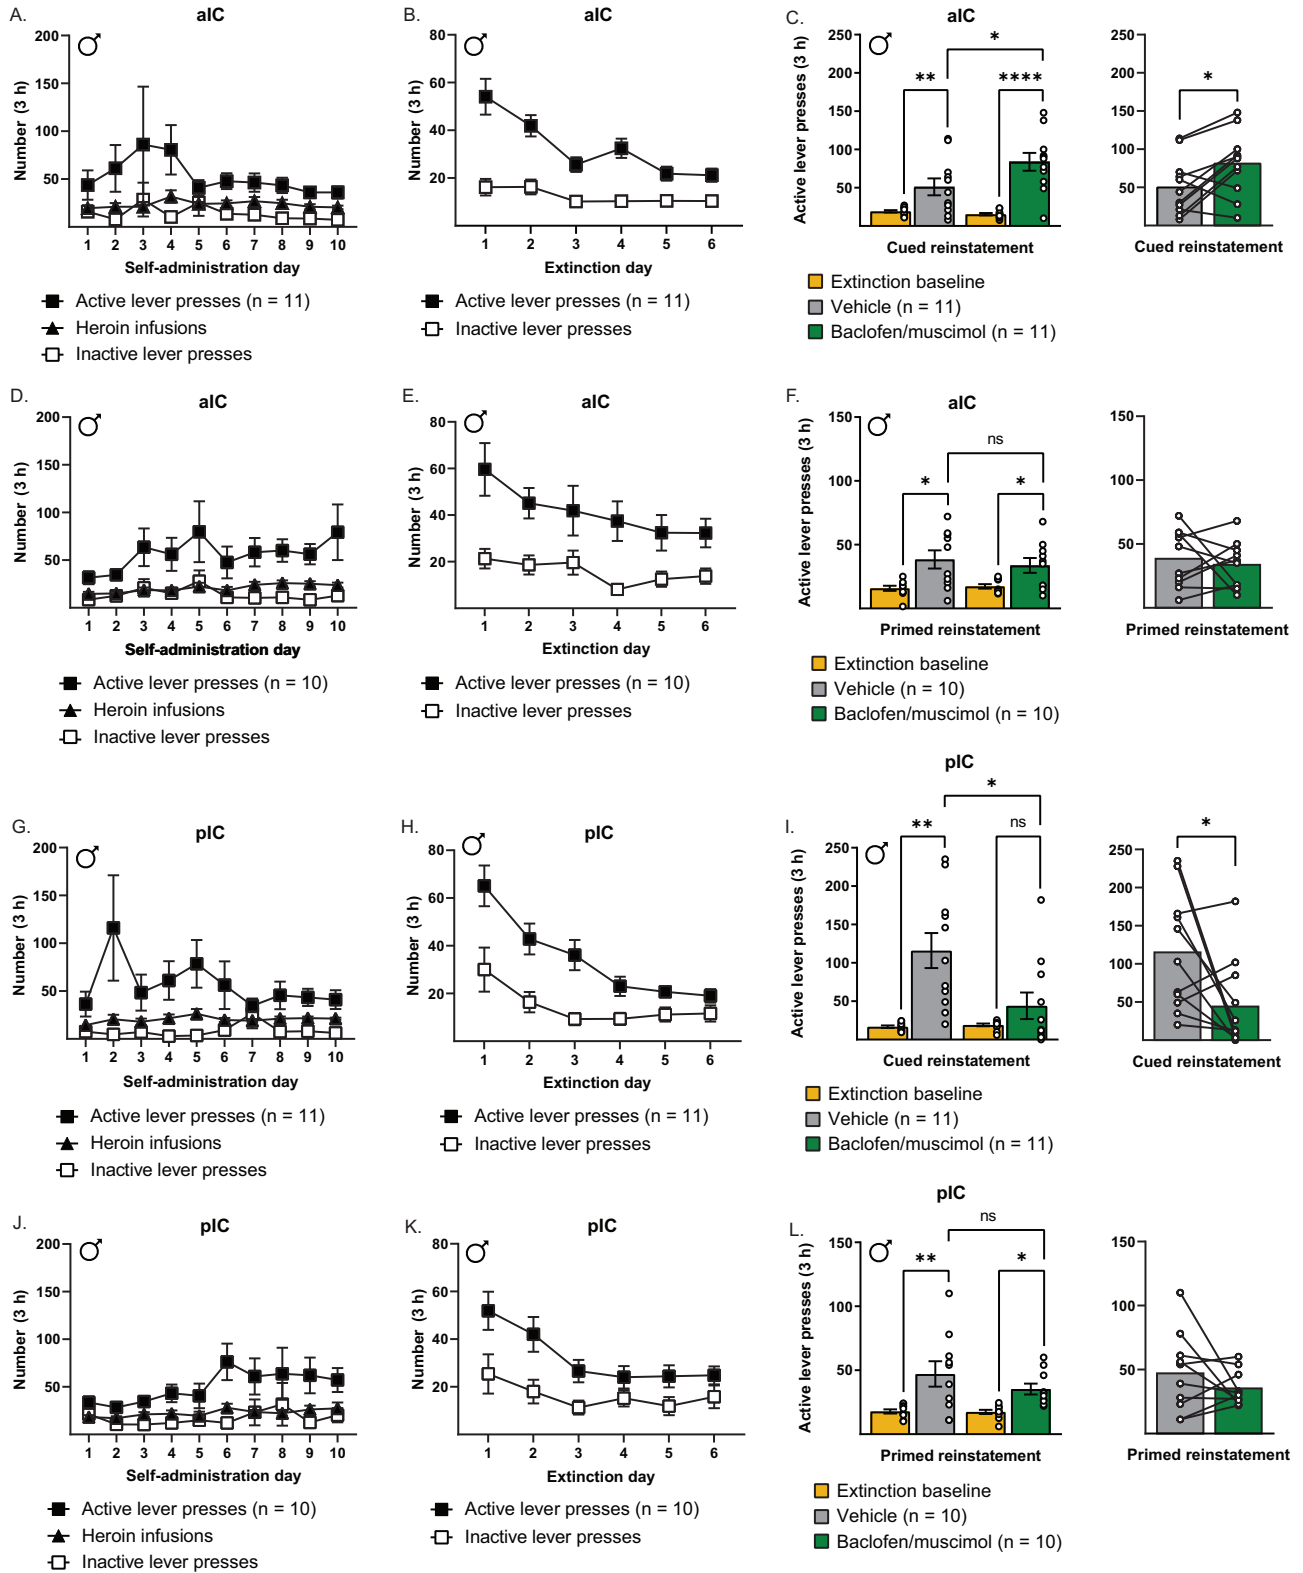 A.
aIC
♂
Number (3 h)
200
150
100
50
1 2 3 4 5 6 7 8 9 10
Self-administration day
Active lever presses (n = 11)
Heroin infusions
Inactive lever presses
B.
aIC
♂
Number (3 h)
80
60
40
20
1 2 3 4 5 6
Extinction day
Active lever presses (n = 11)
Inactive lever presses
C.
aIC
♂
Active lever presses (3 h)
250
200
150
100
50
0
**
*
****
Cued reinstatement
Extinction baseline
Vehicle (n = 11)
Baclofen/muscimol (n = 11)
250
200
150
100
50
*
Cued reinstatement
D.
aIC
♂
Number (3 h)
200
150
100
50
1 2 3 4 5 6 7 8 9 10
Self-administration day
Active lever presses (n = 10)
Heroin infusions
Inactive lever presses
E.
aIC
♂
Number (3 h)
80
60
40
20
1 2 3 4 5 6
Extinction day
Active lever presses (n = 10)
Inactive lever presses
F.
aIC
♂
Active lever presses (3 h)
150
100
50
0
*
ns
*
Primed reinstatement
Extinction baseline
Vehicle (n = 10)
Baclofen/muscimol (n = 10)
150
100
50
0
Primed reinstatement
G.
pIC
♂
Number (3 h)
200
150
100
50
1 2 3 4 5 6 7 8 9 10
Self-administration day
Active lever presses (n = 11)
Heroin infusions
Inactive lever presses
H.
pIC
♂
Number (3 h)
80
60
40
20
1 2 3 4 5 6
Extinction day
Active lever presses (n = 11)
Inactive lever presses
I.
pIC
♂
Active lever presses (3 h)
250
200
150
100
50
0
**
*
ns
Cued reinstatement
Extinction baseline
Vehicle (n = 11)
Baclofen/muscimol (n = 11)
250
200
150
100
50
*
Cued reinstatement
J.
pIC
♂
Number (3 h)
200
150
100
50
1 2 3 4 5 6 7 8 9 10
Self-administration day
Active lever presses (n = 10)
Heroin infusions
Inactive lever presses
K.
pIC
♂
Number (3 h)
80
60
40
20
1 2 3 4 5 6
Extinction day
Active lever presses (n = 10)
Inactive lever presses
L.
pIC
♂
Active lever presses (3 h)
150
100
50
0
**
ns
*
Primed reinstatement
Extinction baseline
Vehicle (n = 10)
Baclofen/muscimol (n = 10)
150
100
50
Primed reinstatement